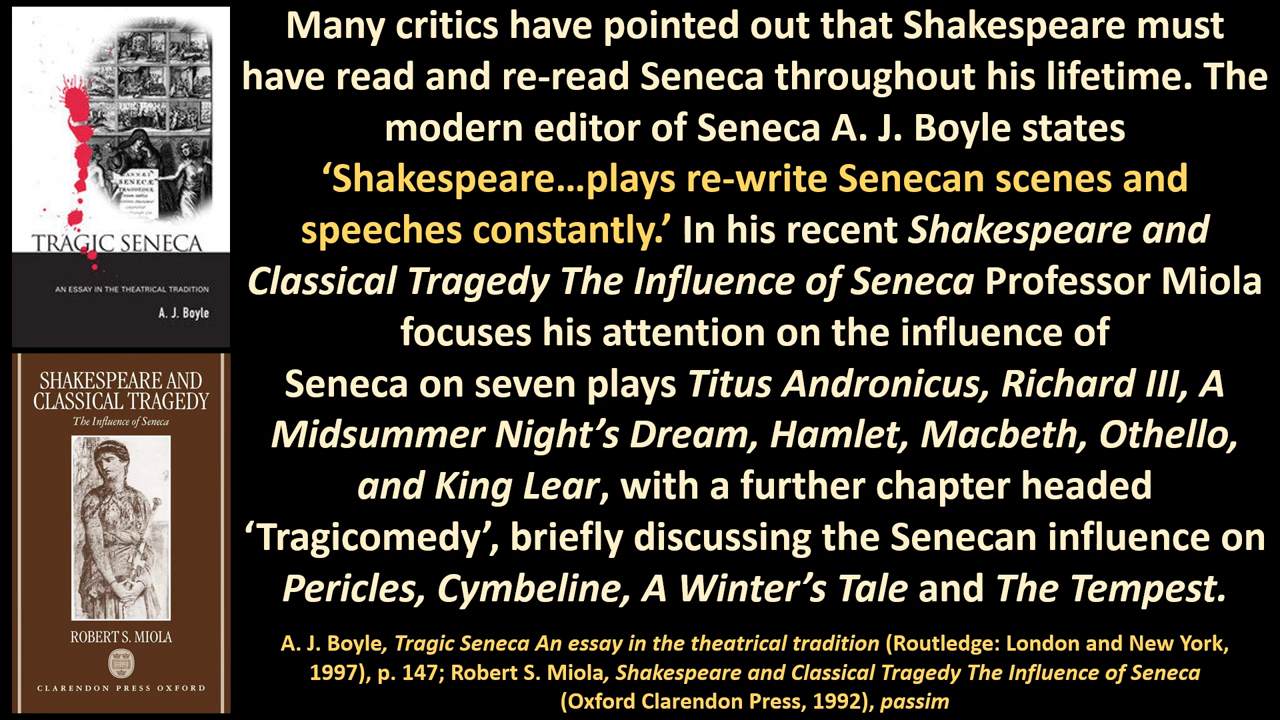 TRAGIC SENECA
AN ESSAY IN THE THEATRICAL TRADITION
A. J. Boyle
SHAKESPEARE AND
CLASSICAL TRAGEDY
The Influence of Seneca
ROBERT S. MIOLA
CLARENDON PRESS OXFORD
Many critics have pointed out that Shakespeare must
have read and re-read Seneca throughout his lifetime. The
modern editor of Seneca A. J. Boyle states
‘Shakespeare…plays re-write Senecan scenes and
speeches constantly.’ In his recent Shakespeare and
Classical Tragedy The Influence of Seneca Professor Miola
focuses his attention on the influence of
Seneca on seven plays Titus Andronicus, Richard III, A
Midsummer Night’s Dream, Hamlet, Macbeth, Othello,
and King Lear, with a further chapter headed
‘Tragicomedy’, briefly discussing the Senecan influence on
Pericles, Cymbeline, A Winter’s Tale and The Tempest.
A. J. Boyle, Tragic Seneca An essay in the theatrical tradition (Routledge: London and New York,
1997), p. 147; Robert S. Miola, Shakespeare and Classical Tragedy The Influence of Seneca
(Oxford Clarendon Press, 1992), passim